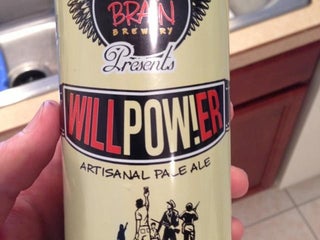 BRAIN
BREWERY
Presents
WILLPOW!ER
ARTISANAL PALE ALE